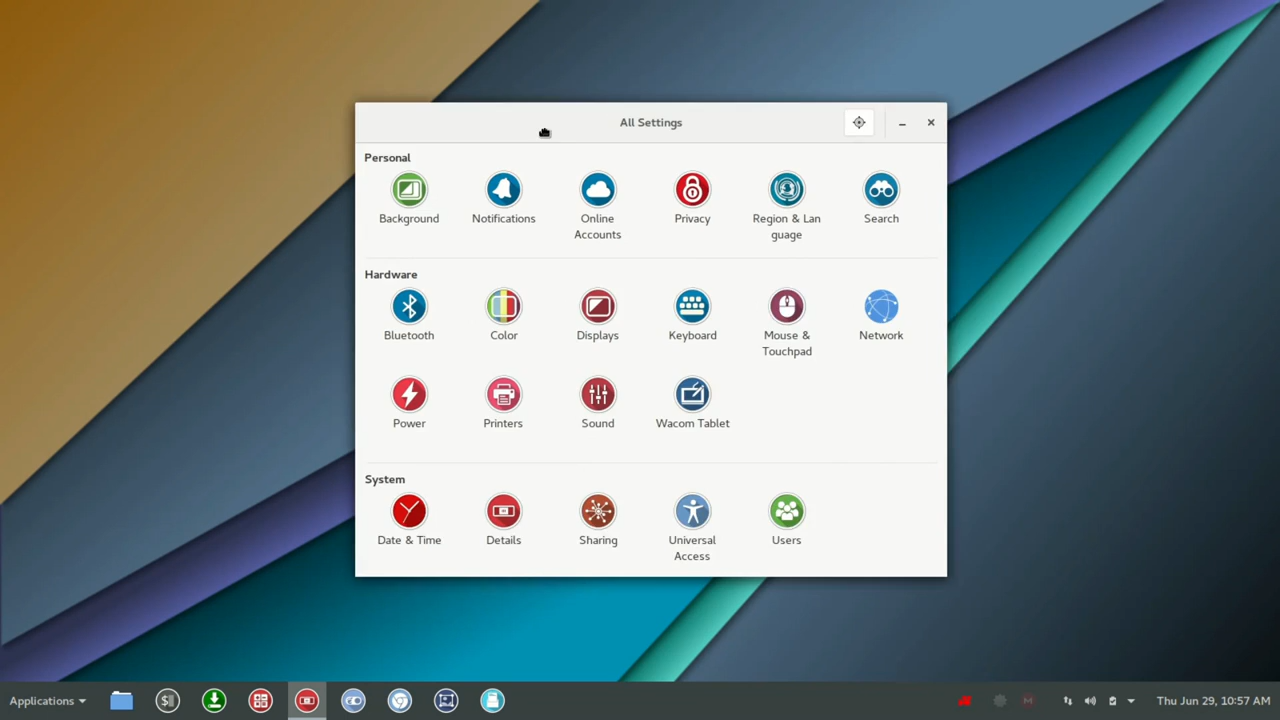 All Settings
Personal
Background
Notifications
Online
Accounts
Privacy
Region & Lan
guage
Search
Hardware
Bluetooth
Color
Displays
Keyboard
Mouse &
Touchpad
Network
Power
Printers
Sound
Wacom Tablet
System
Date & Time
Details
Sharing
Universal
Access
Users
Applications
$
M
Thu Jun 29, 10:57 AM